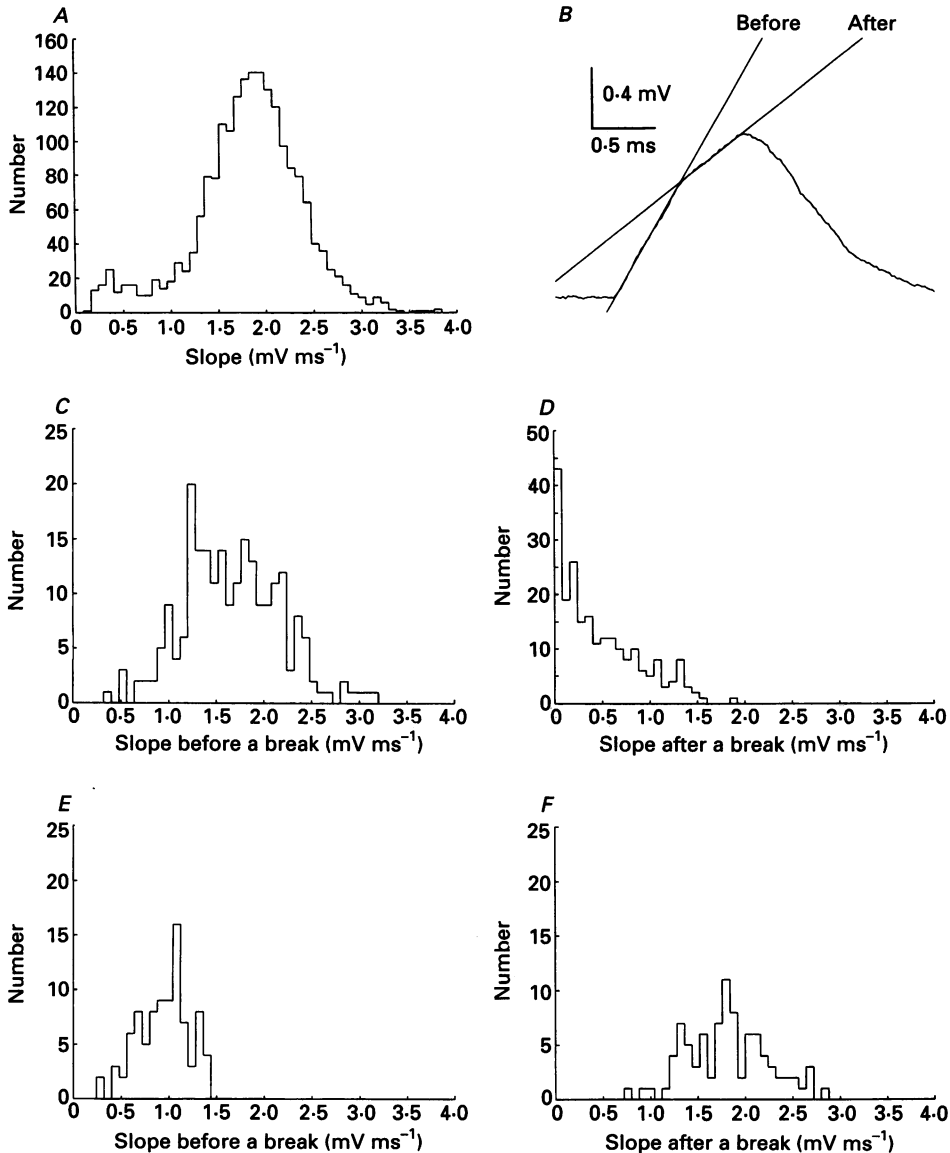 A
160
140
120
100
80
60
40
20
0
Number
0 0·5 1·0 1·5 2·0 2·5 3·0 3·5 4·0
Slope (mV ms⁻¹)
B
Before After
0·4 mV
0·5 ms
C
25
20
15
10
5
0
Number
0 0·5 1·0 1·5 2·0 2·5 3·0 3·5 4·0
Slope before a break (mV ms⁻¹)
D
50
40
30
20
10
0
Number
0 0·5 1·0 1·5 2·0 2·5 3·0 3·5 4·0
Slope after a break (mV ms⁻¹)
E
25
20
15
10
5
0
Number
0 0·5 1·0 1·5 2·0 2·5 3·0 3·5 4·0
Slope before a break (mV ms⁻¹)
F
25
20
15
10
5
0
Number
0 0·5 1·0 1·5 2·0 2·5 3·0 3·5 4·0
Slope after a break (mV ms⁻¹)